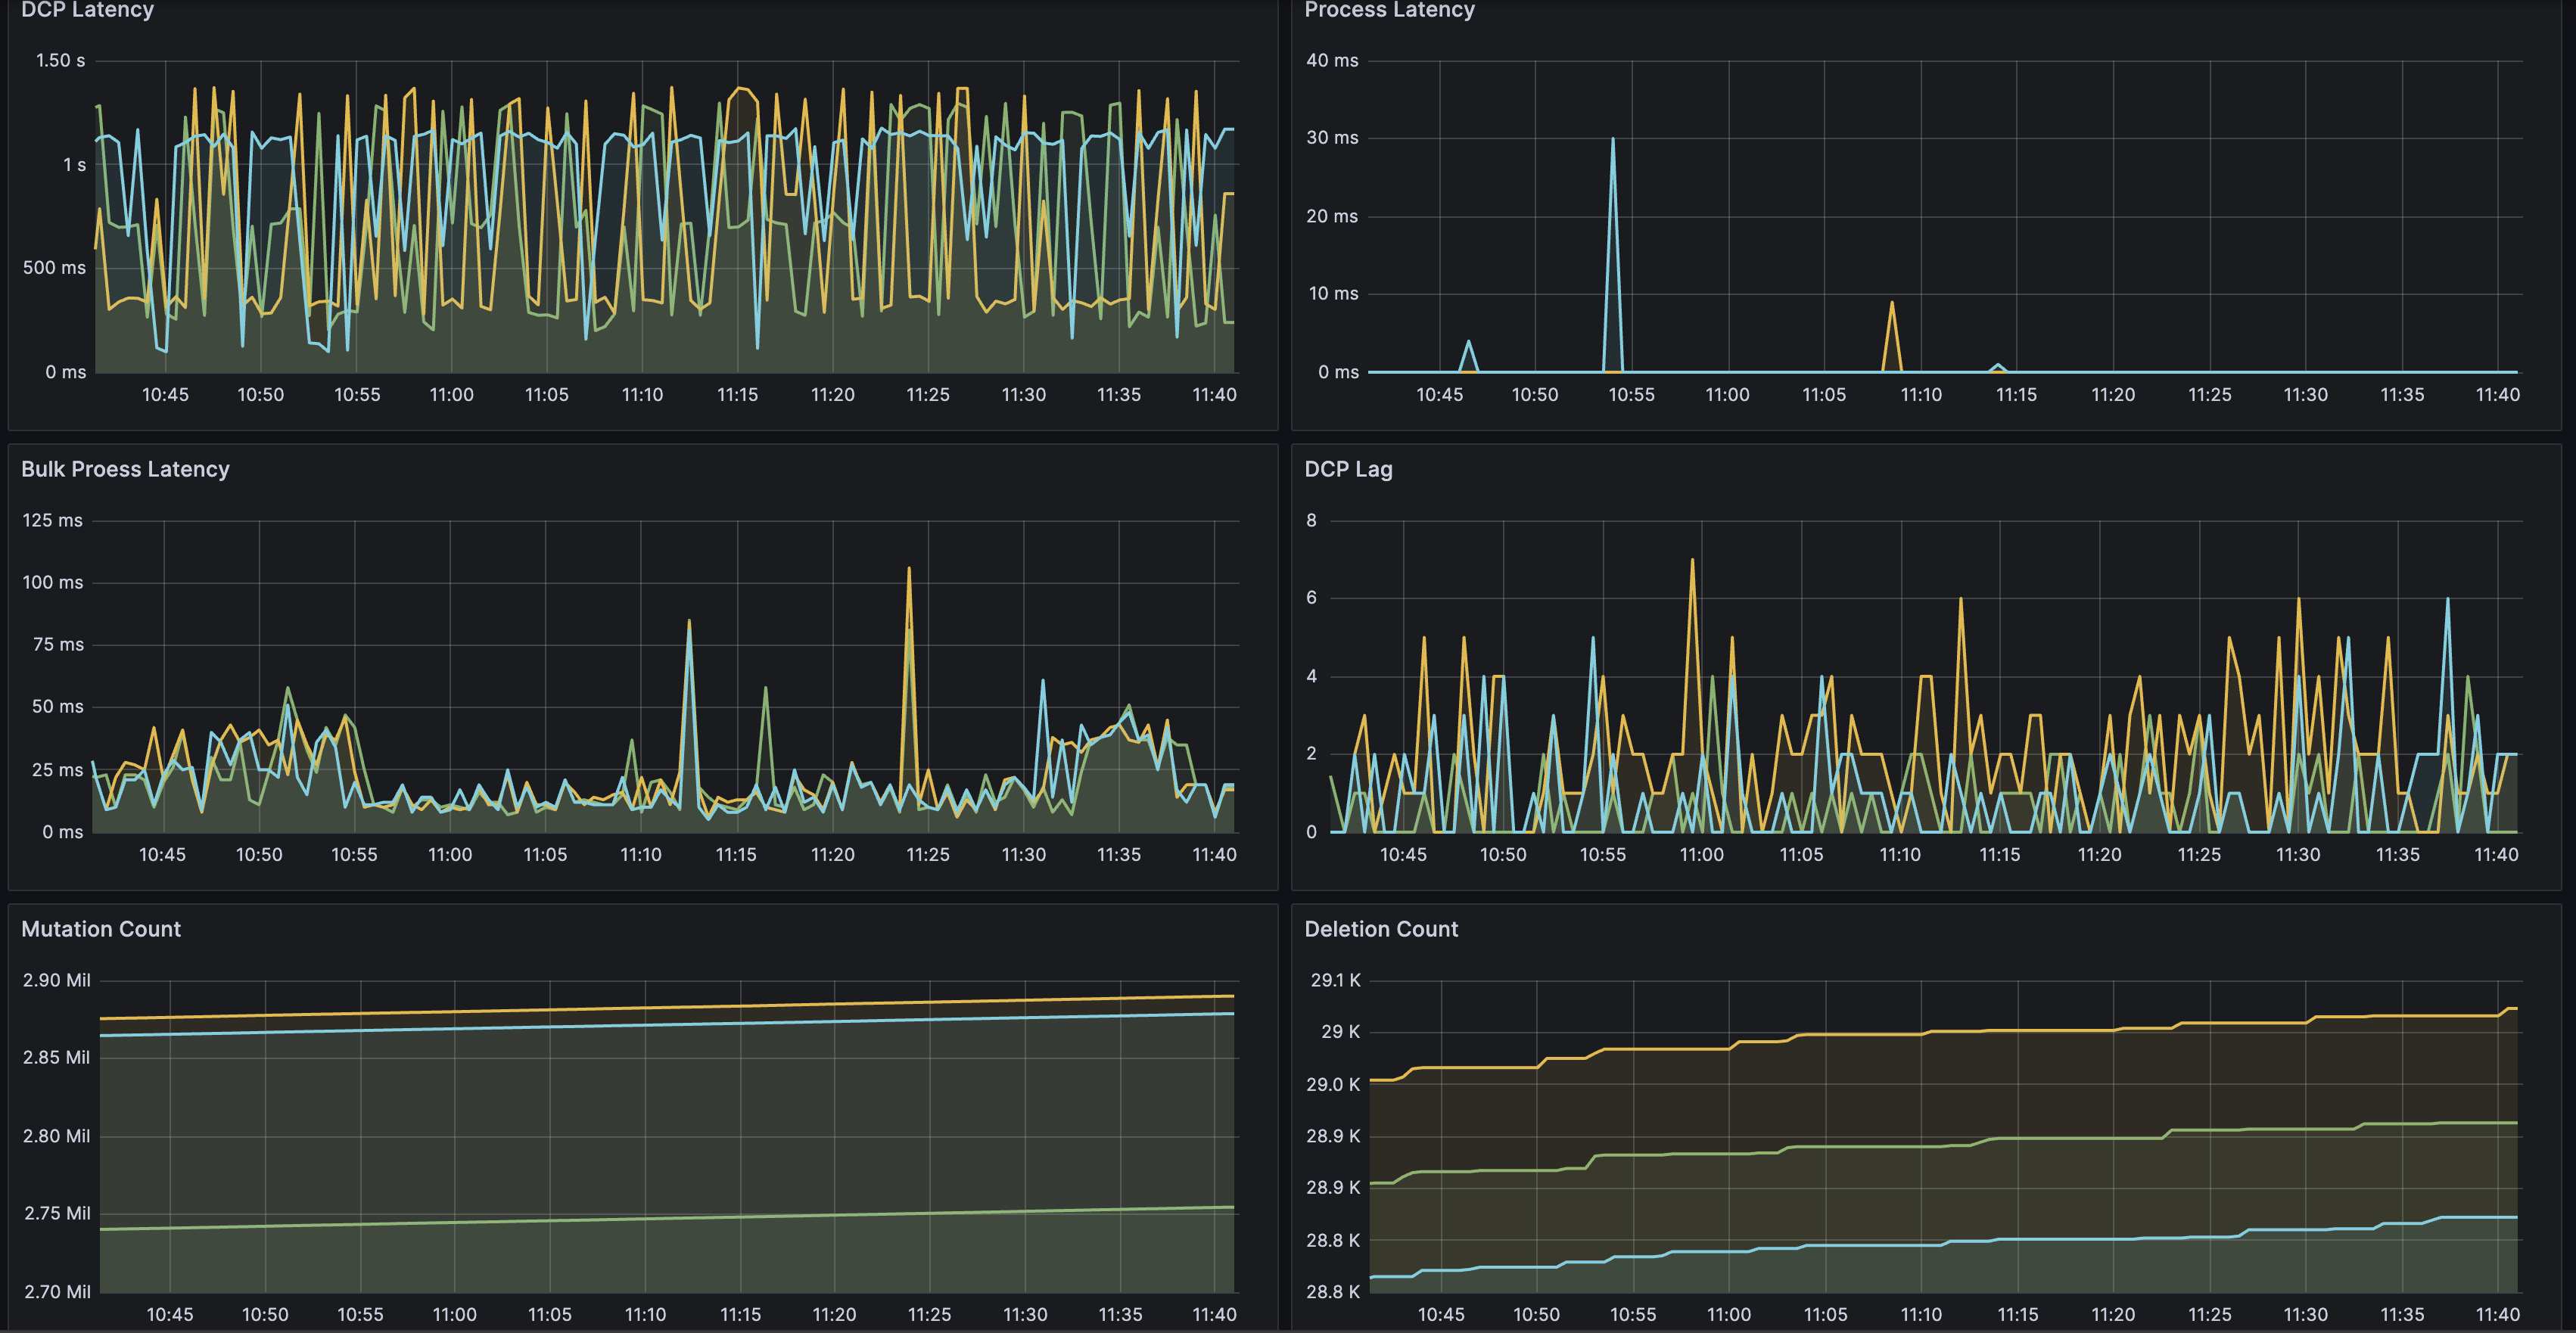 DCP Latency
1.50 s
1 s
500 ms
0 ms
10:45 10:50 10:55 11:00 11:05 11:10 11:15 11:20 11:25 11:30 11:35 11:40
Process Latency
40 ms
30 ms
20 ms
10 ms
0 ms
10:45 10:50 10:55 11:00 11:05 11:10 11:15 11:20 11:25 11:30 11:35 11:40
Bulk Proess Latency
125 ms
100 ms
75 ms
50 ms
25 ms
0 ms
10:45 10:50 10:55 11:00 11:05 11:10 11:15 11:20 11:25 11:30 11:35 11:40
DCP Lag
8
6
4
2
0
10:45 10:50 10:55 11:00 11:05 11:10 11:15 11:20 11:25 11:30 11:35 11:40
Mutation Count
2.90 Mil
2.85 Mil
2.80 Mil
2.75 Mil
2.70 Mil
10:45 10:50 10:55 11:00 11:05 11:10 11:15 11:20 11:25 11:30 11:35 11:40
Deletion Count
29.1 K
29 K
29.0 K
28.9 K
28.9 K
28.8 K
28.8 K
10:45 10:50 10:55 11:00 11:05 11:10 11:15 11:20 11:25 11:30 11:35 11:40